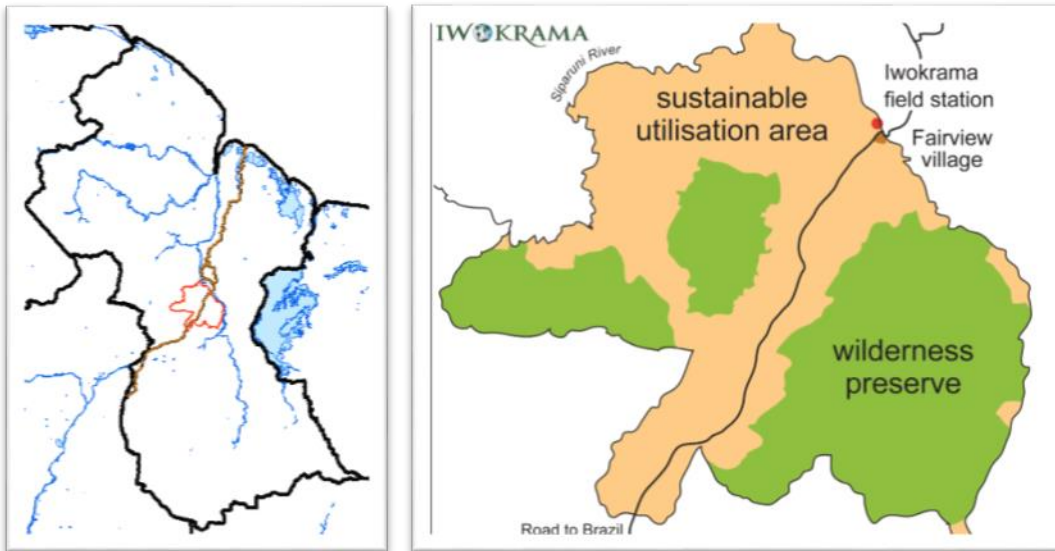 IWOKRAMA
Siparuni River
sustainable
utilisation area
Iwokrama
field station
Fairview
village
wilderness
preserve
Road to Brazil